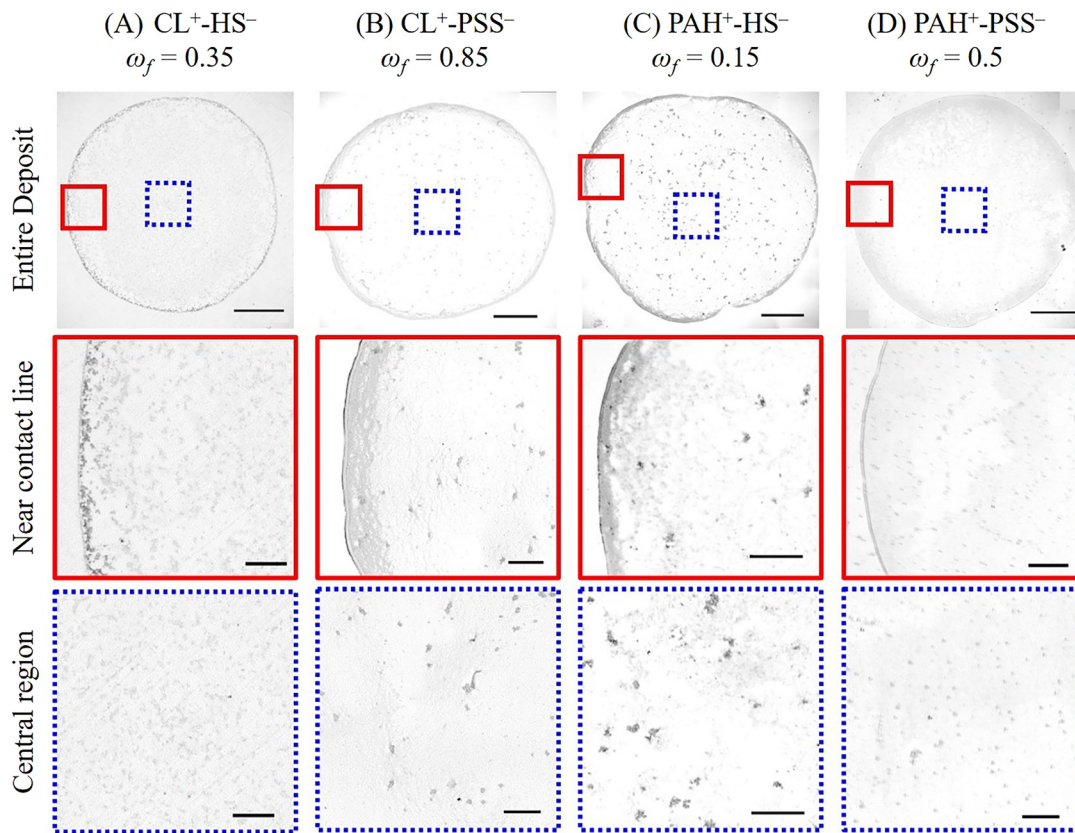 (A) CL⁺-HS⁻
ω_f = 0.35
(B) CL⁺-PSS⁻
ω_f = 0.85
(C) PAH⁺-HS⁻
ω_f = 0.15
(D) PAH⁺-PSS⁻
ω_f = 0.5
Entire Deposit
Near contact line
Central region